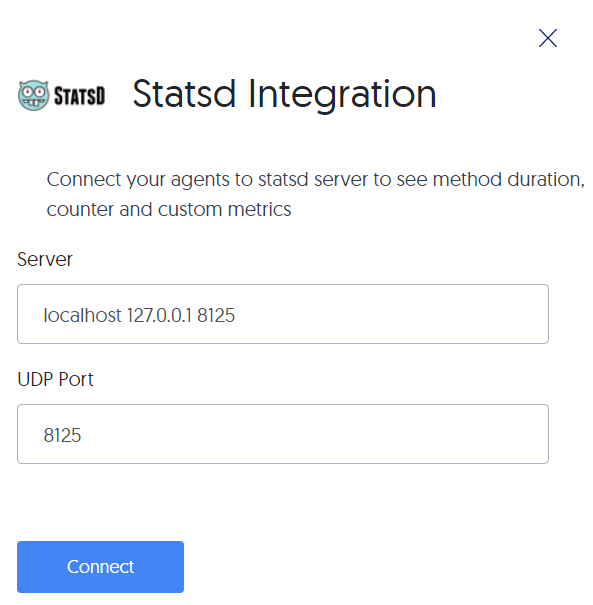 STATSD Statsd Integration
Connect your agents to statsd server to see method duration,
counter and custom metrics
Server
localhost 127.0.0.1 8125
UDP Port
8125
Connect